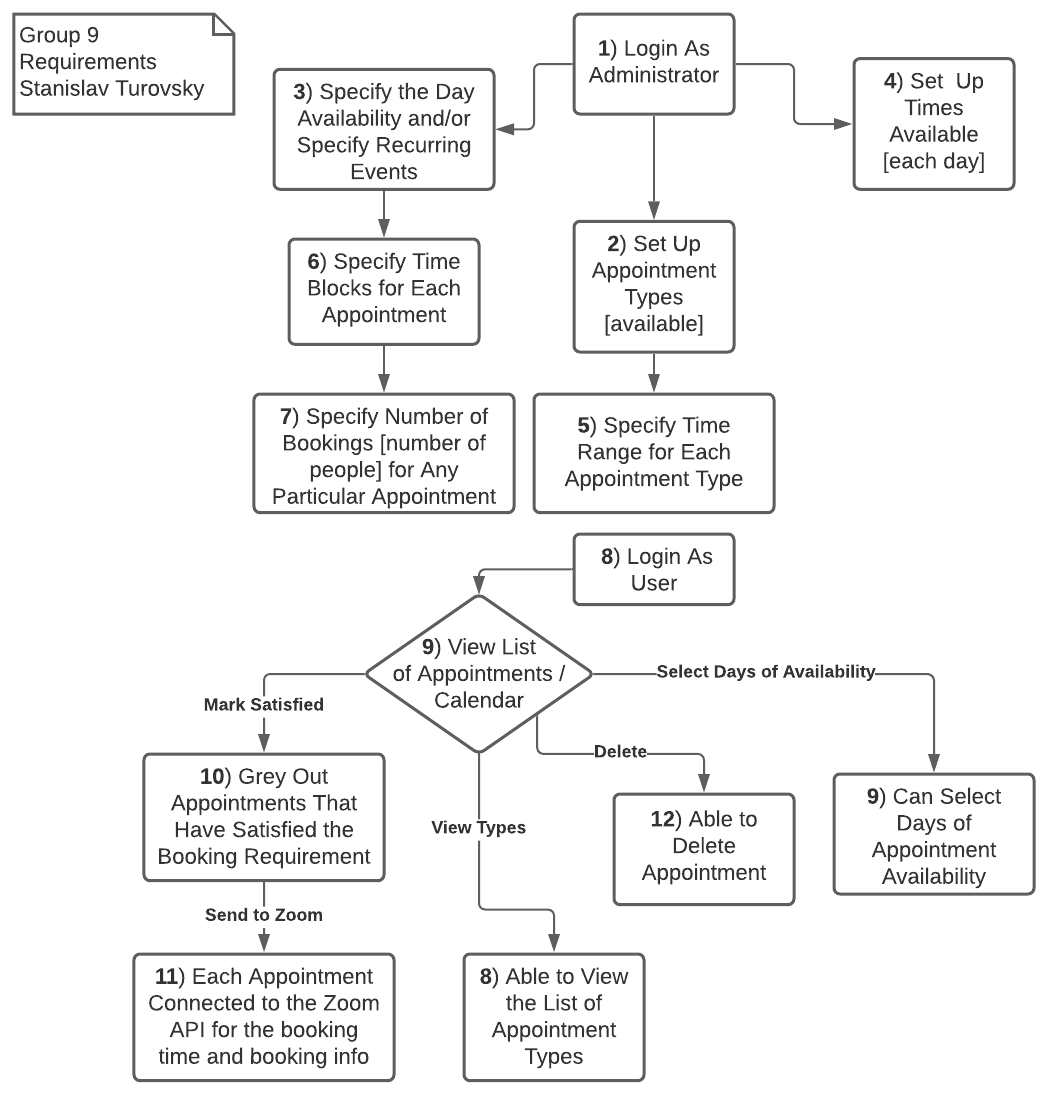 Group 9
Requirements
Stanislav Turovsky
1) Login As
Administrator
3) Specify the Day
Availability and/or
Specify Recurring
Events
4) Set Up
Times
Available
[each day]
6) Specify Time
Blocks for Each
Appointment
2) Set Up
Appointment
Types
[available]
7) Specify Number of
Bookings [number of
people] for Any
Particular Appointment
5) Specify Time
Range for Each
Appointment Type
8) Login As
User
9) View List
of Appointments /
Calendar
Select Days of Availability
Mark Satisfied
Delete
View Types
10) Grey Out
Appointments That
Have Satisfied the
Booking Requirement
12) Able to
Delete
Appointment
9) Can Select
Days of
Appointment
Availability
Send to Zoom
11) Each Appointment
Connected to the Zoom
API for the booking
time and booking info
8) Able to View
the List of
Appointment
Types